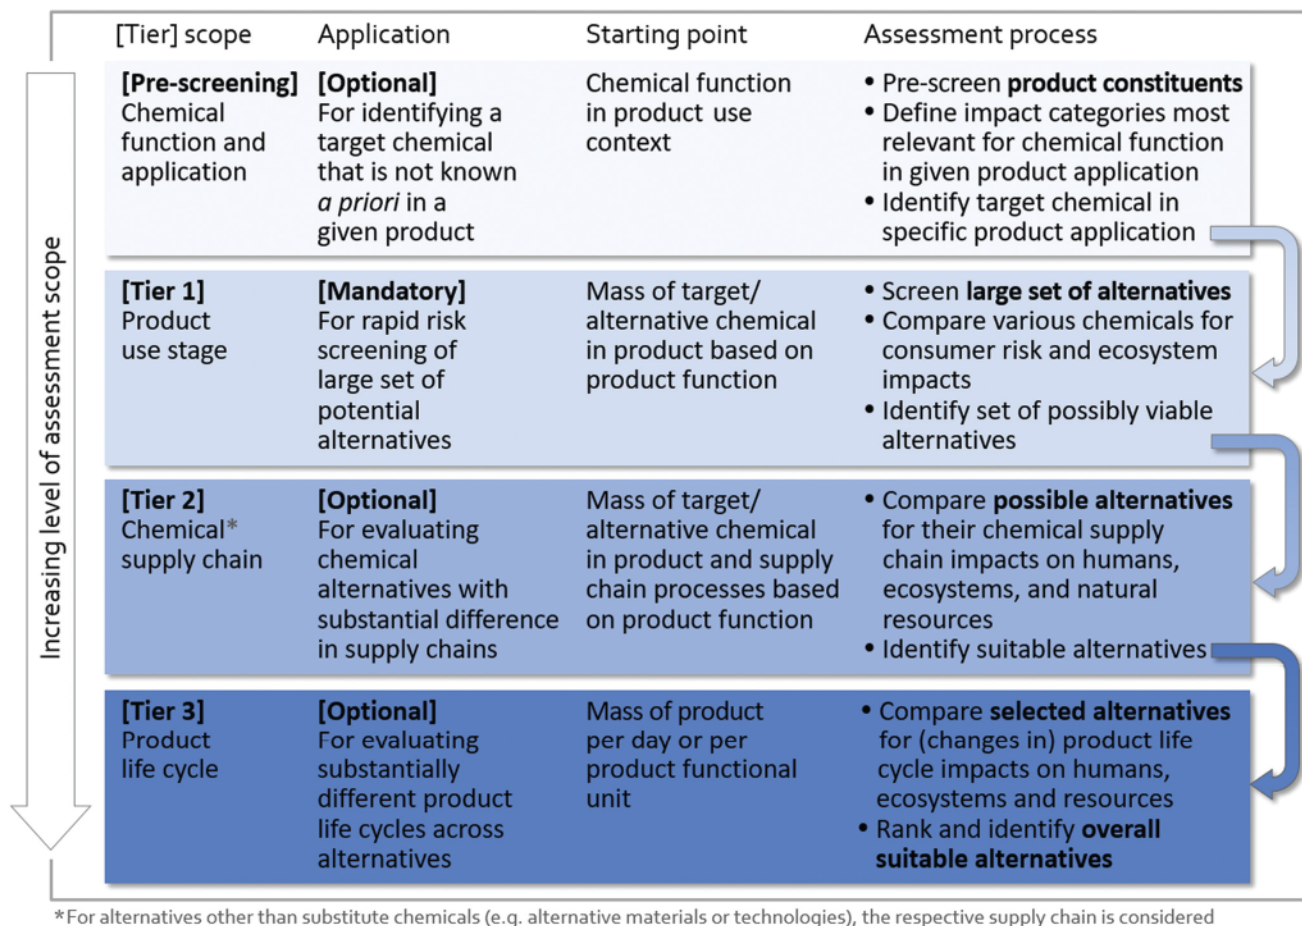 [Tier] scope
Application
Starting point
Assessment process
Increasing level of assessment scope
[Pre-screening]
Chemical
function and
application
[Optional]
For identifying a
target chemical
that is not known
a priori in a
given product
Chemical function
in product use
context
• Pre-screen product constituents
• Define impact categories most
relevant for chemical function
in given product application
• Identify target chemical in
specific product application
[Tier 1]
Product
use stage
[Mandatory]
For rapid risk
screening of
large set of
potential
alternatives
Mass of target/
alternative chemical
in product based on
product function
• Screen large set of alternatives
• Compare various chemicals for
consumer risk and ecosystem
impacts
• Identify set of possibly viable
alternatives
[Tier 2]
Chemical*
supply chain
[Optional]
For evaluating
chemical
alternatives with
substantial difference
in supply chains
Mass of target/
alternative chemical
in product and supply
chain processes based
on product function
• Compare possible alternatives
for their chemical supply
chain impacts on humans,
ecosystems, and natural
resources
• Identify suitable alternatives
[Tier 3]
Product
life cycle
[Optional]
For evaluating
substantially
different product
life cycles across
alternatives
Mass of product
per day or per
product functional
unit
• Compare selected alternatives
for (changes in) product life
cycle impacts on humans,
ecosystems and resources
• Rank and identify overall
suitable alternatives
*For alternatives other than substitute chemicals (e.g. alternative materials or technologies), the respective supply chain is considered